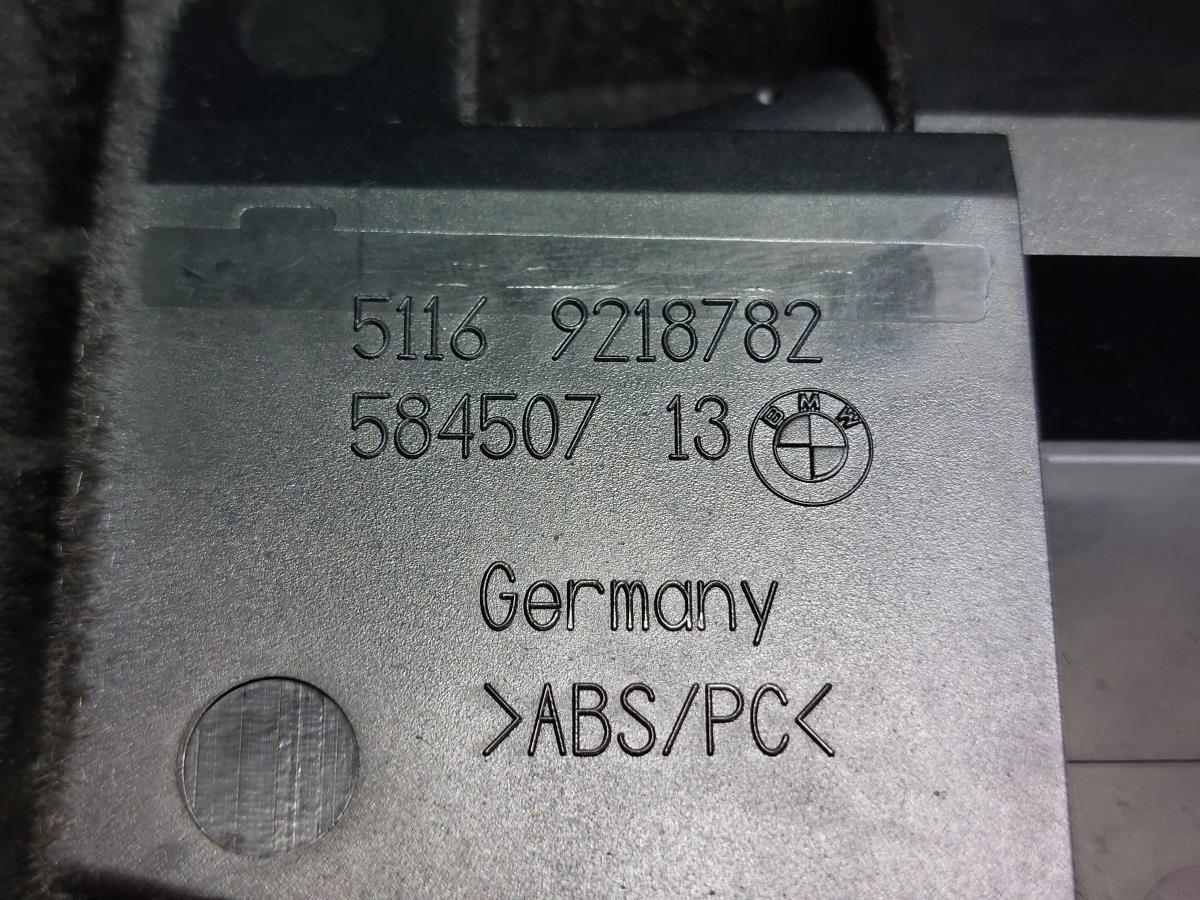 5116 9218782
584507 13 BMW
Germany
>ABS/PC<